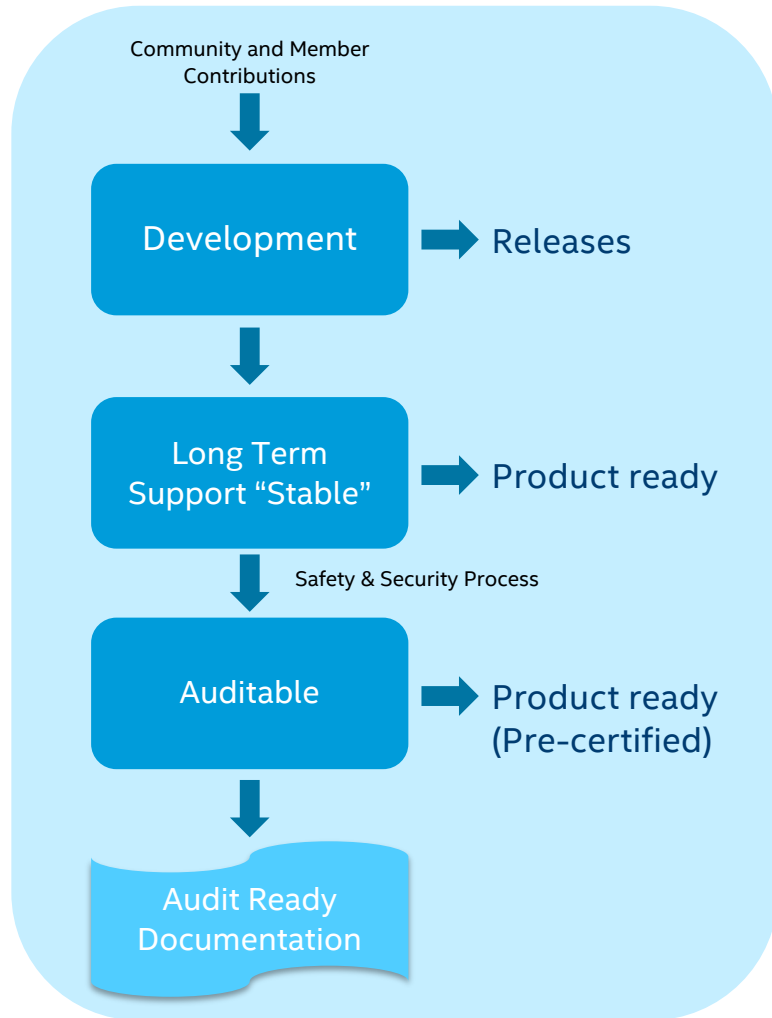 Community and Member
Contributions
Development
Releases
Long Term
Support “Stable”
Product ready
Safety & Security Process
Auditable
Product ready
(Pre-certified)
Audit Ready
Documentation